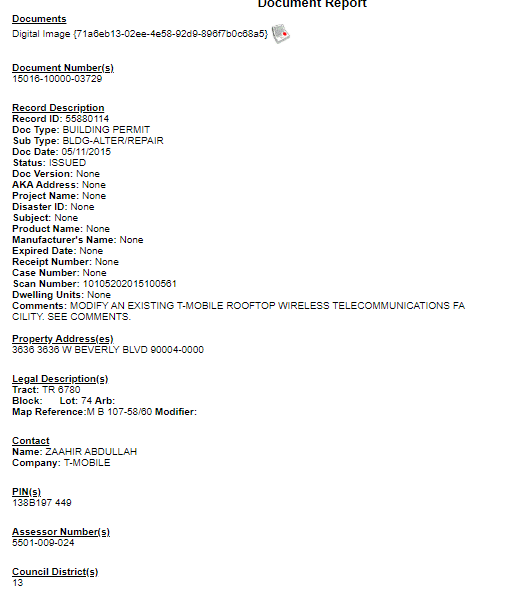 Document Report
Documents
Digital Image {71a6eb13-02ee-4e58-92d9-896f7b0c68a5}
Document Number(s)
15016-10000-03729
Record Description
Record ID: 55880114
Doc Type: BUILDING PERMIT
Sub Type: BLDG-ALTER/REPAIR
Doc Date: 05/11/2015
Status: ISSUED
Doc Version: None
AKA Address: None
Project Name: None
Disaster ID: None
Subject: None
Product Name: None
Manufacturer's Name: None
Expired Date: None
Receipt Number: None
Case Number: None
Scan Number: 10105202015100561
Dwelling Units: None
Comments: MODIFY AN EXISTING T-MOBILE ROOFTOP WIRELESS TELECOMMUNICATIONS FA
CILITY. SEE COMMENTS.
Property Address(es)
3636 3636 W BEVERLY BLVD 90004-0000
Legal Description(s)
Tract: TR 6780
Block: Lot: 74 Arb:
Map Reference:M B 107-58/60 Modifier:
Contact
Name: ZAAHIR ABDULLAH
Company: T-MOBILE
PIN(s)
138B197 449
Assessor Number(s)
5501-009-024
Council District(s)
13